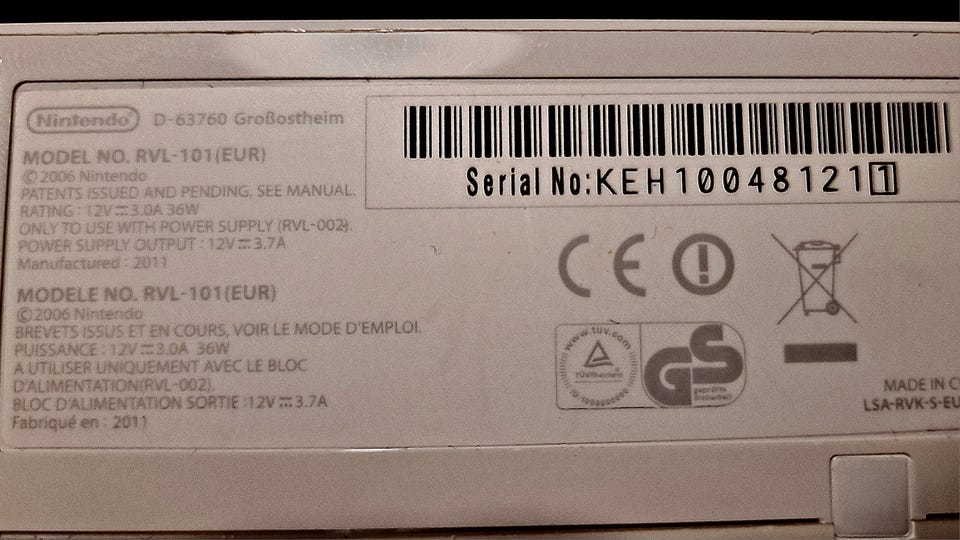 Nintendo® D-63760 Großostheim
MODEL NO. RVL-101(EUR)
©2006 Nintendo
PATENTS ISSUED AND PENDING, SEE MANUAL.
RATING : 12V⎓3.0A 36W
ONLY TO USE WITH POWER SUPPLY (RVL-002).
POWER SUPPLY OUTPUT : 12V⎓3.7A
Manufactured : 2011
MODELE NO. RVL-101(EUR)
©2006 Nintendo
BREVETS ISSUS ET EN COURS, VOIR LE MODE D'EMPLOI.
PUISSANCE : 12V⎓3.0A 36W
A UTILISER UNIQUEMENT AVEC LE BLOC
D'ALIMENTATION(RVL-002).
BLOC D'ALIMENTATION SORTIE :12V⎓3.7A
Fabriqué en : 2011
Serial No:KEH100481211
CE
www.tuv.com
TÜVRheinland
GS
geprüfte
Sicherheit
MADE IN C
LSA-RVK-S-EU